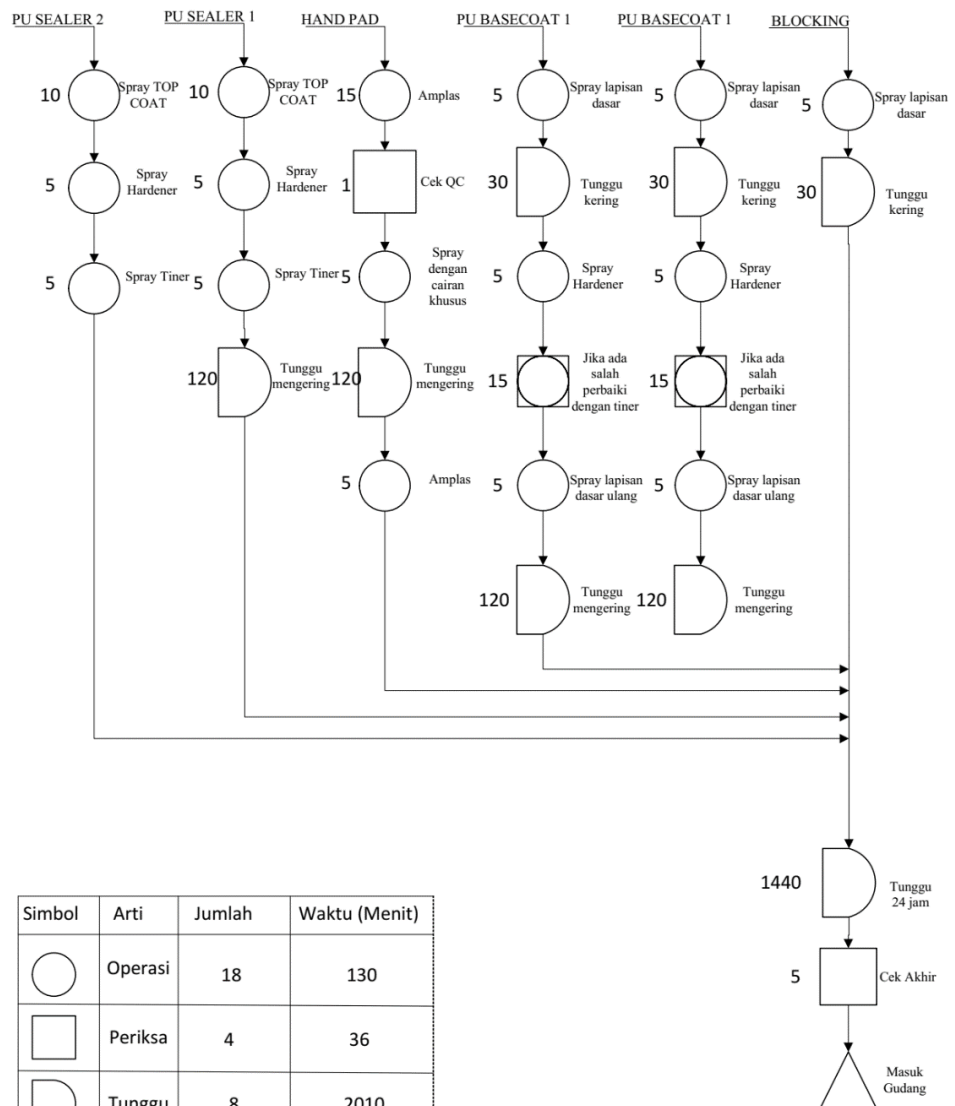 PU SEALER 2
PU SEALER 1
HAND PAD
PU BASECOAT 1
PU BASECOAT 1
BLOCKING
10
Spray TOP
COAT
5
Spray
Hardener
5
Spray Tiner
10
Spray TOP
COAT
5
Spray
Hardener
5
Spray Tiner
120
Tunggu
mengering
15
Amplas
1
Cek QC
5
Spray
dengan
cairan
khusus
120
Tunggu
mengering
5
Amplas
5
Spray lapisan
dasar
30
Tunggu
kering
5
Spray
Hardener
15
Jika ada
salah
perbaiki
dengan tiner
5
Spray lapisan
dasar ulang
120
Tunggu
mengering
5
Spray lapisan
dasar
30
Tunggu
kering
5
Spray
Hardener
15
Jika ada
salah
perbaiki
dengan tiner
5
Spray lapisan
dasar ulang
120
Tunggu
mengering
5
Spray lapisan
dasar
30
Tunggu
kering
1440
Tunggu
24 jam
5
Cek Akhir
Masuk
Gudang
Simbol Arti Jumlah Waktu (Menit)
Operasi 18 130
Periksa 4 36
Tunggu 8 2010